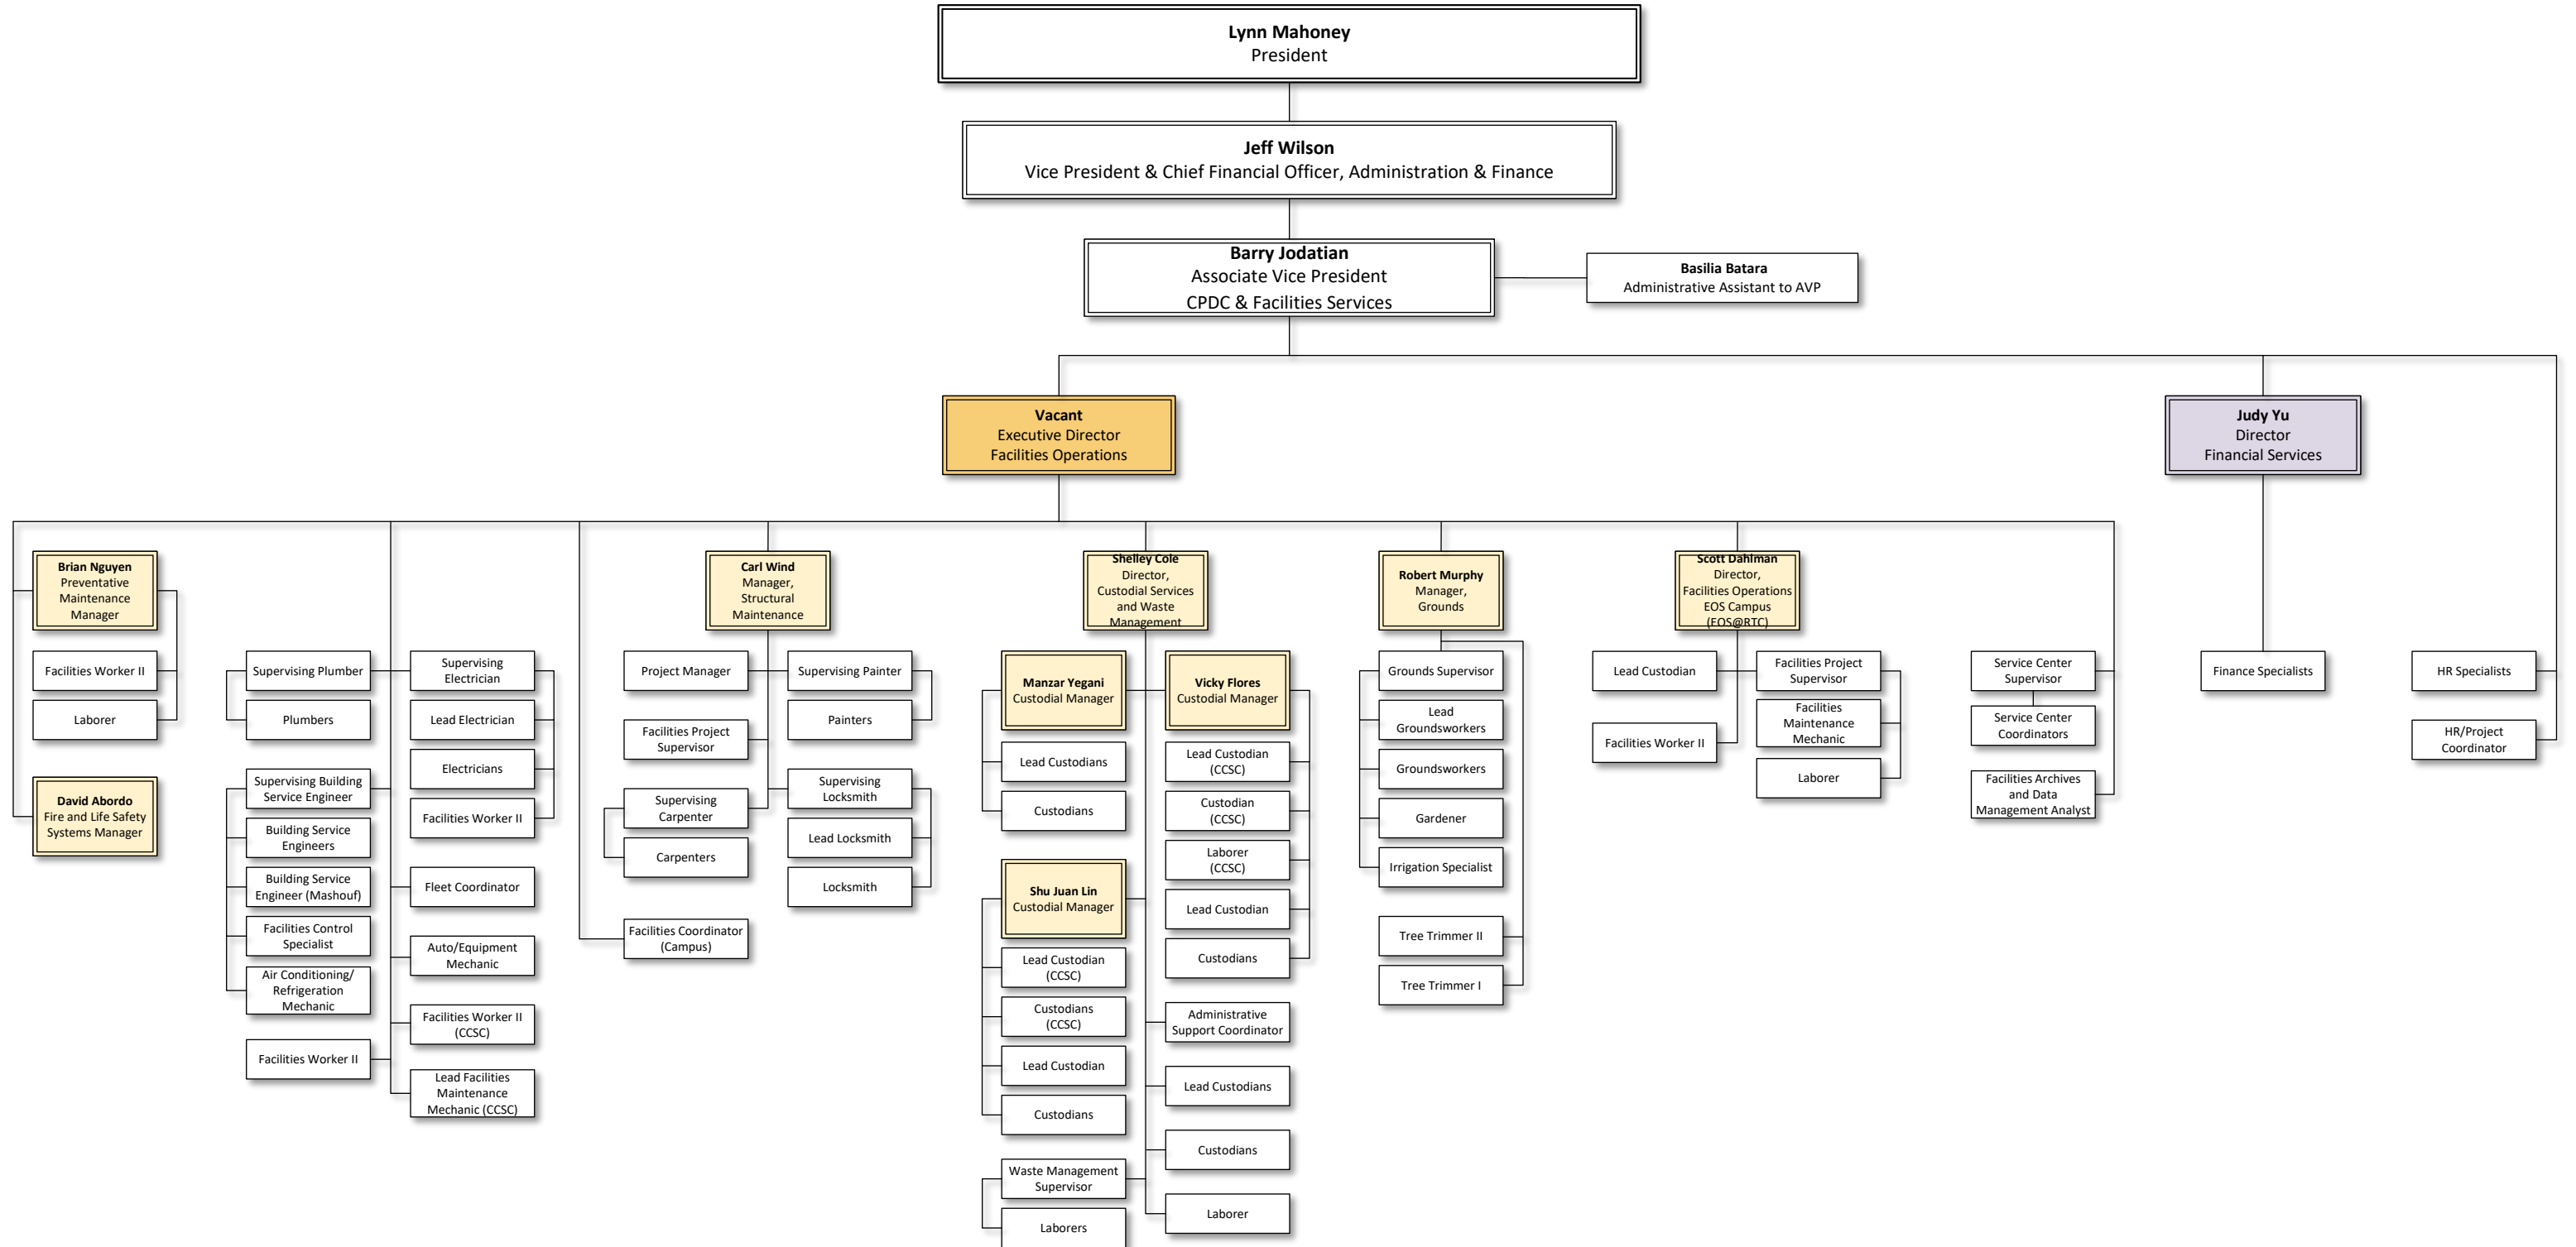 Lynn Mahoney
President
Jeff Wilson
Vice President & Chief Financial Officer, Administration & Finance
Barry Jodatian
Associate Vice President
CPDC & Facilities Services
Basilia Batara
Administrative Assistant to AVP
Vacant
Executive Director
Facilities Operations
Judy Yu
Director
Financial Services
Brian Nguyen
Preventative
Maintenance
Manager
Facilities Worker II
Laborer
David Abordo
Fire and Life Safety
Systems Manager
Supervising Plumber
Plumbers
Supervising Building
Service Engineer
Building Service
Engineers
Building Service
Engineer (Mashouf)
Facilities Control
Specialist
Air Conditioning/
Refrigeration
Mechanic
Facilities Worker II
Supervising
Electrician
Lead Electrician
Electricians
Facilities Worker II
Fleet Coordinator
Auto/Equipment
Mechanic
Facilities Worker II
(CCSC)
Lead Facilities
Maintenance
Mechanic (CCSC)
Carl Wind
Manager,
Structural
Maintenance
Project Manager
Facilities Project
Supervisor
Supervising
Carpenter
Carpenters
Facilities Coordinator
(Campus)
Supervising Painter
Painters
Supervising
Locksmith
Lead Locksmith
Locksmith
Shelley Cole
Director,
Custodial Services
and Waste
Management
Manzar Yegani
Custodial Manager
Lead Custodians
Custodians
Shu Juan Lin
Custodial Manager
Lead Custodian
(CCSC)
Custodians
(CCSC)
Lead Custodian
Custodians
Waste Management
Supervisor
Laborers
Vicky Flores
Custodial Manager
Lead Custodian
(CCSC)
Custodian
(CCSC)
Laborer
(CCSC)
Lead Custodian
Custodians
Administrative
Support Coordinator
Lead Custodians
Custodians
Laborer
Robert Murphy
Manager,
Grounds
Grounds Supervisor
Lead
Groundsworkers
Groundsworkers
Gardener
Irrigation Specialist
Tree Trimmer II
Tree Trimmer I
Scott Dahlman
Director,
Facilities Operations
EOS Campus
(EOS@RTC)
Lead Custodian
Facilities Worker II
Facilities Project
Supervisor
Facilities
Maintenance
Mechanic
Laborer
Service Center
Supervisor
Service Center
Coordinators
Facilities Archives
and Data
Management Analyst
Finance Specialists
HR Specialists
HR/Project
Coordinator